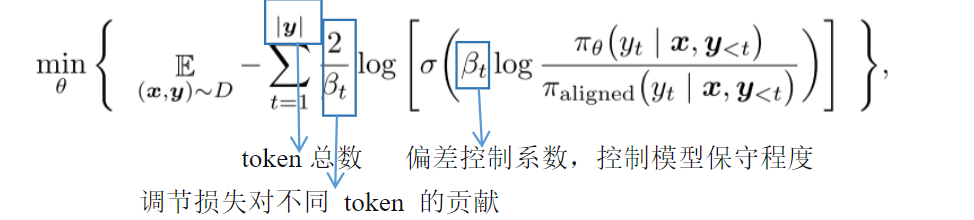 min_θ { 𝔼_{(x,y)∼D} − ∑_{t=1}^{|y|} 2/β_t log [ σ ( β_t log π_θ(y_t | x, y_{<t}) / π_aligned(y_t | x, y_{<t}) ) ] },
token 总数 偏差控制系数，控制模型保守程度
调节损失对不同 token 的贡献